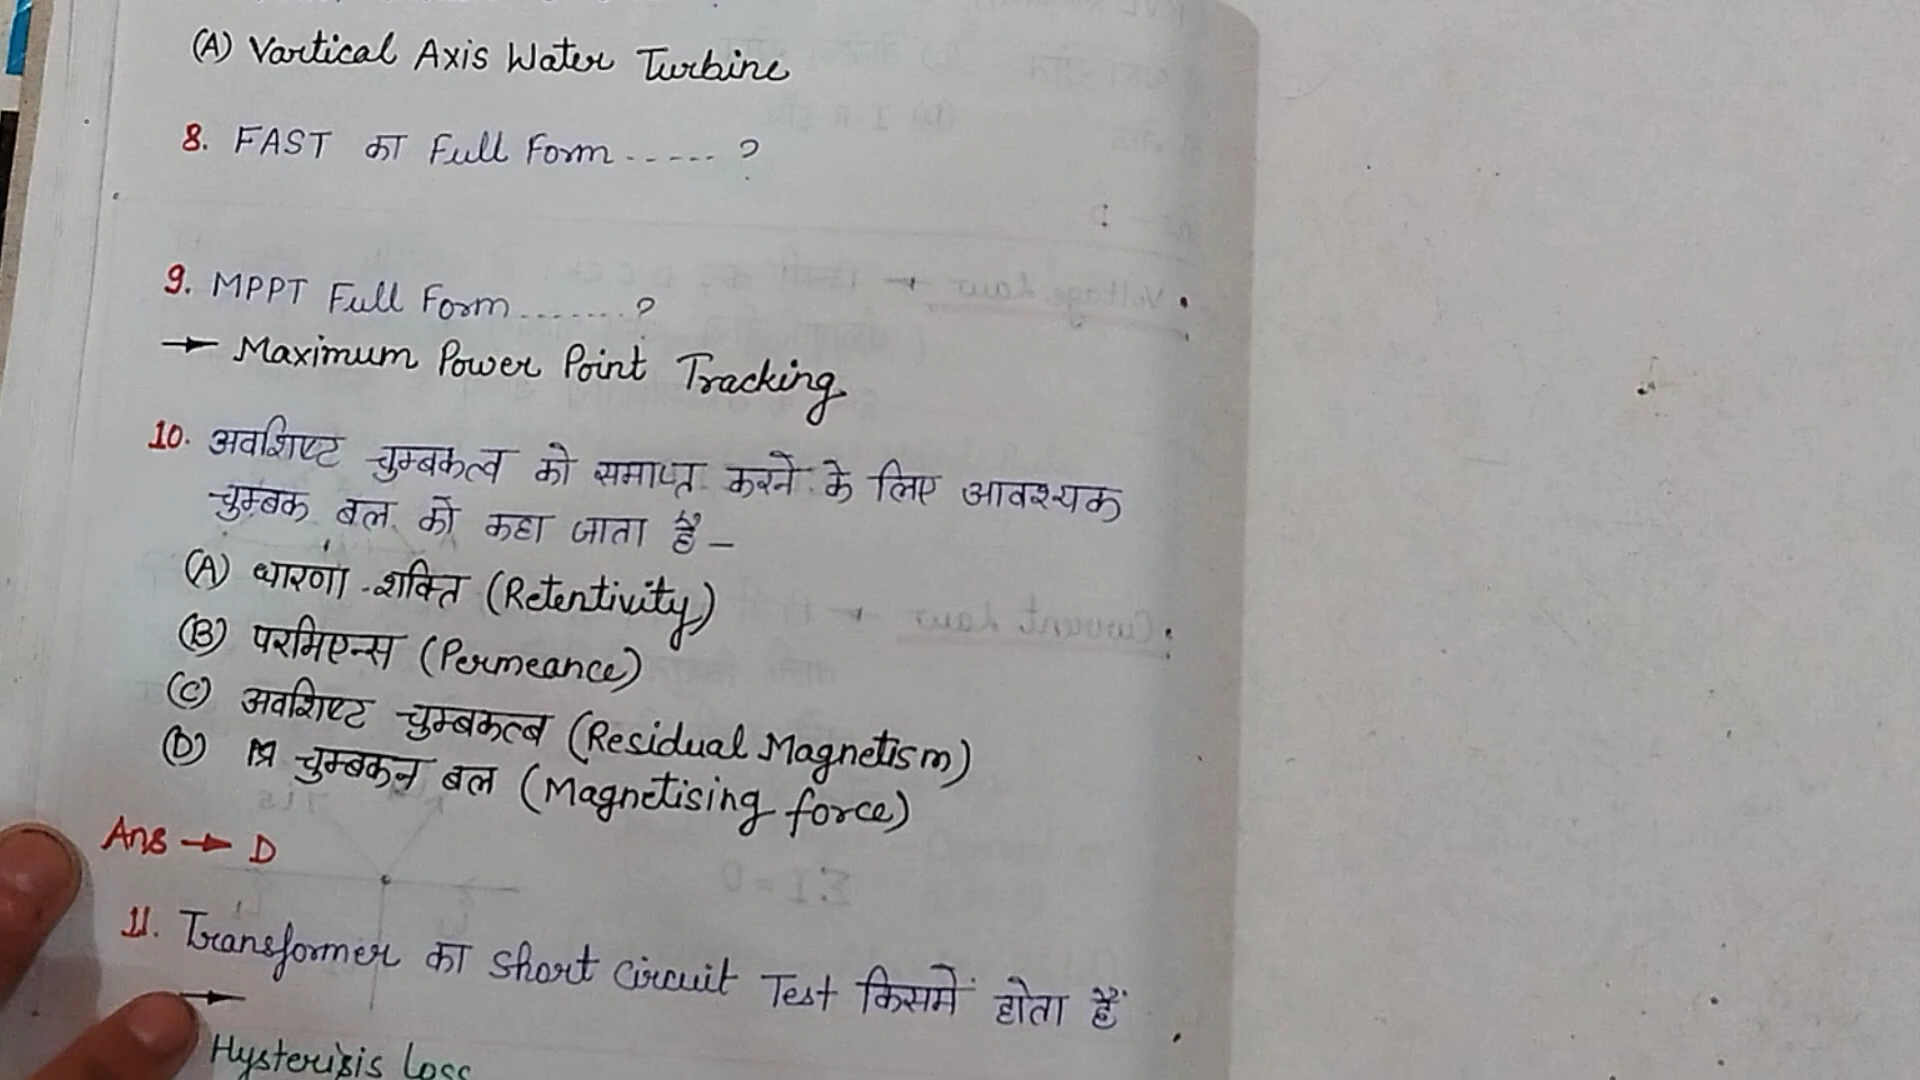 (A) Vartical Axis Water Turbine
8. FAST का Full Form ----- ?
9. MPPT Full Form ....... ?
→ Maximum Power Point Tracking
10. अवशिष्ट चुम्बकत्व को समाप्त करने के लिए आवश्यक
चुम्बक बल को कहा जाता है -
(A) धारणा -शक्ति (Retentivity)
(B) परमिएन्स (Permeance)
(C) अवशिष्ट चुम्बकत्ब (Residual Magnetism)
(D) चुम्बकन बल (Magnetising force)
Ans → D
11. Transformer का short circuit Test किसमें होता हैं
→
Hysterisis Loss